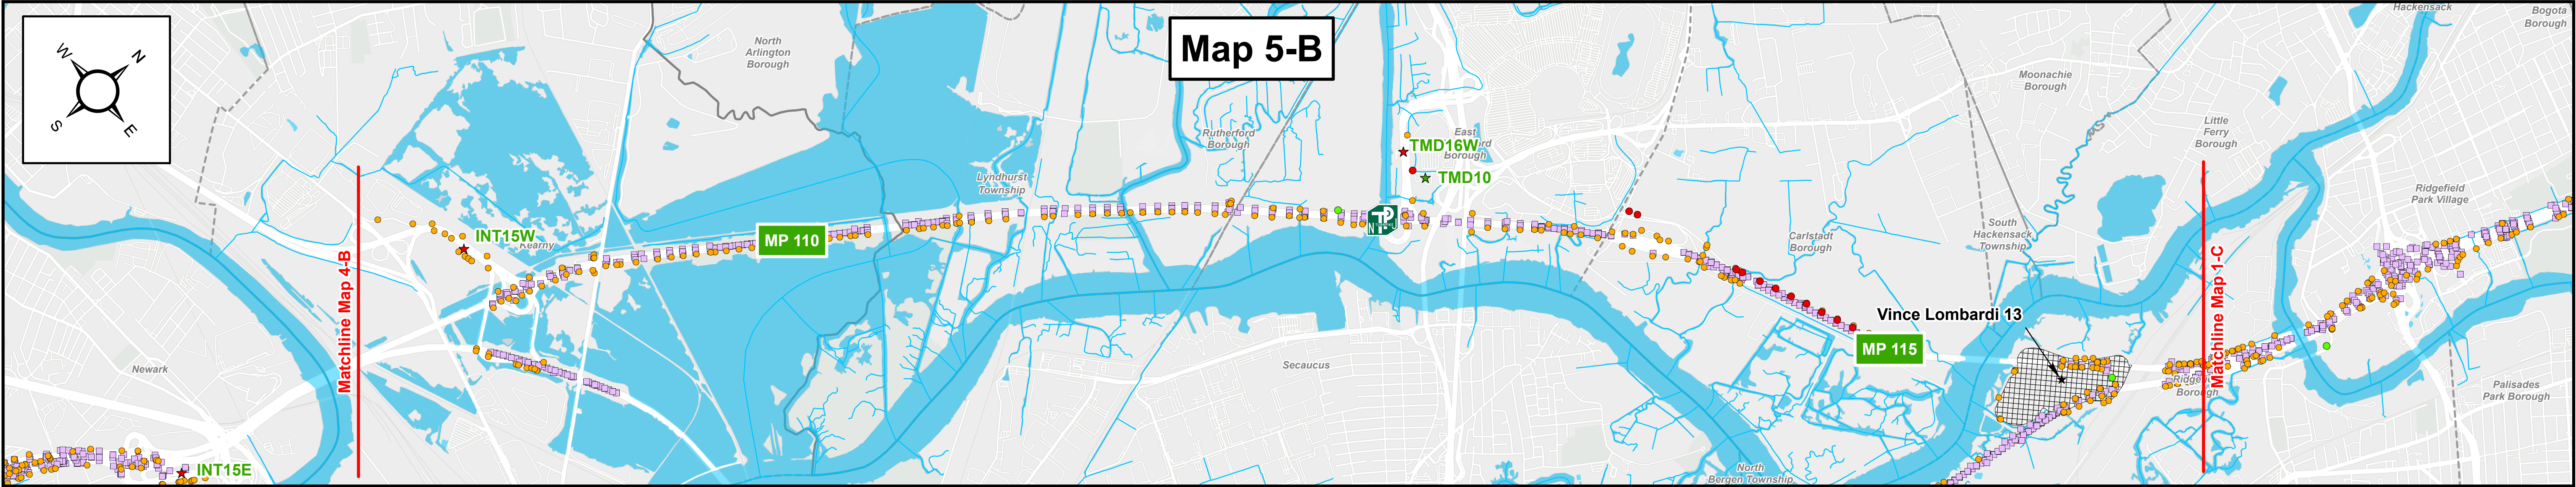 Map 5-B
W
N
S
E
North
Arlington
Borough
Hackensack
Bogota
Borough
Moonachie
Borough
Little
Ferry
Borough
Rutherford
Borough
East
Borough
TMD16W
TMD10
Lyndhurst
Township
Ridgefield
Park Village
INT15W
Kearny
MP 110
Carlstadt
Borough
South
Hackensack
Township
Matchline Map 4-B
Matchline Map 1-C
Vince Lombardi 13
MP 115
Newark
Secaucus
Borough
Palisades
Park Borough
INT15E
North
Bergen Township